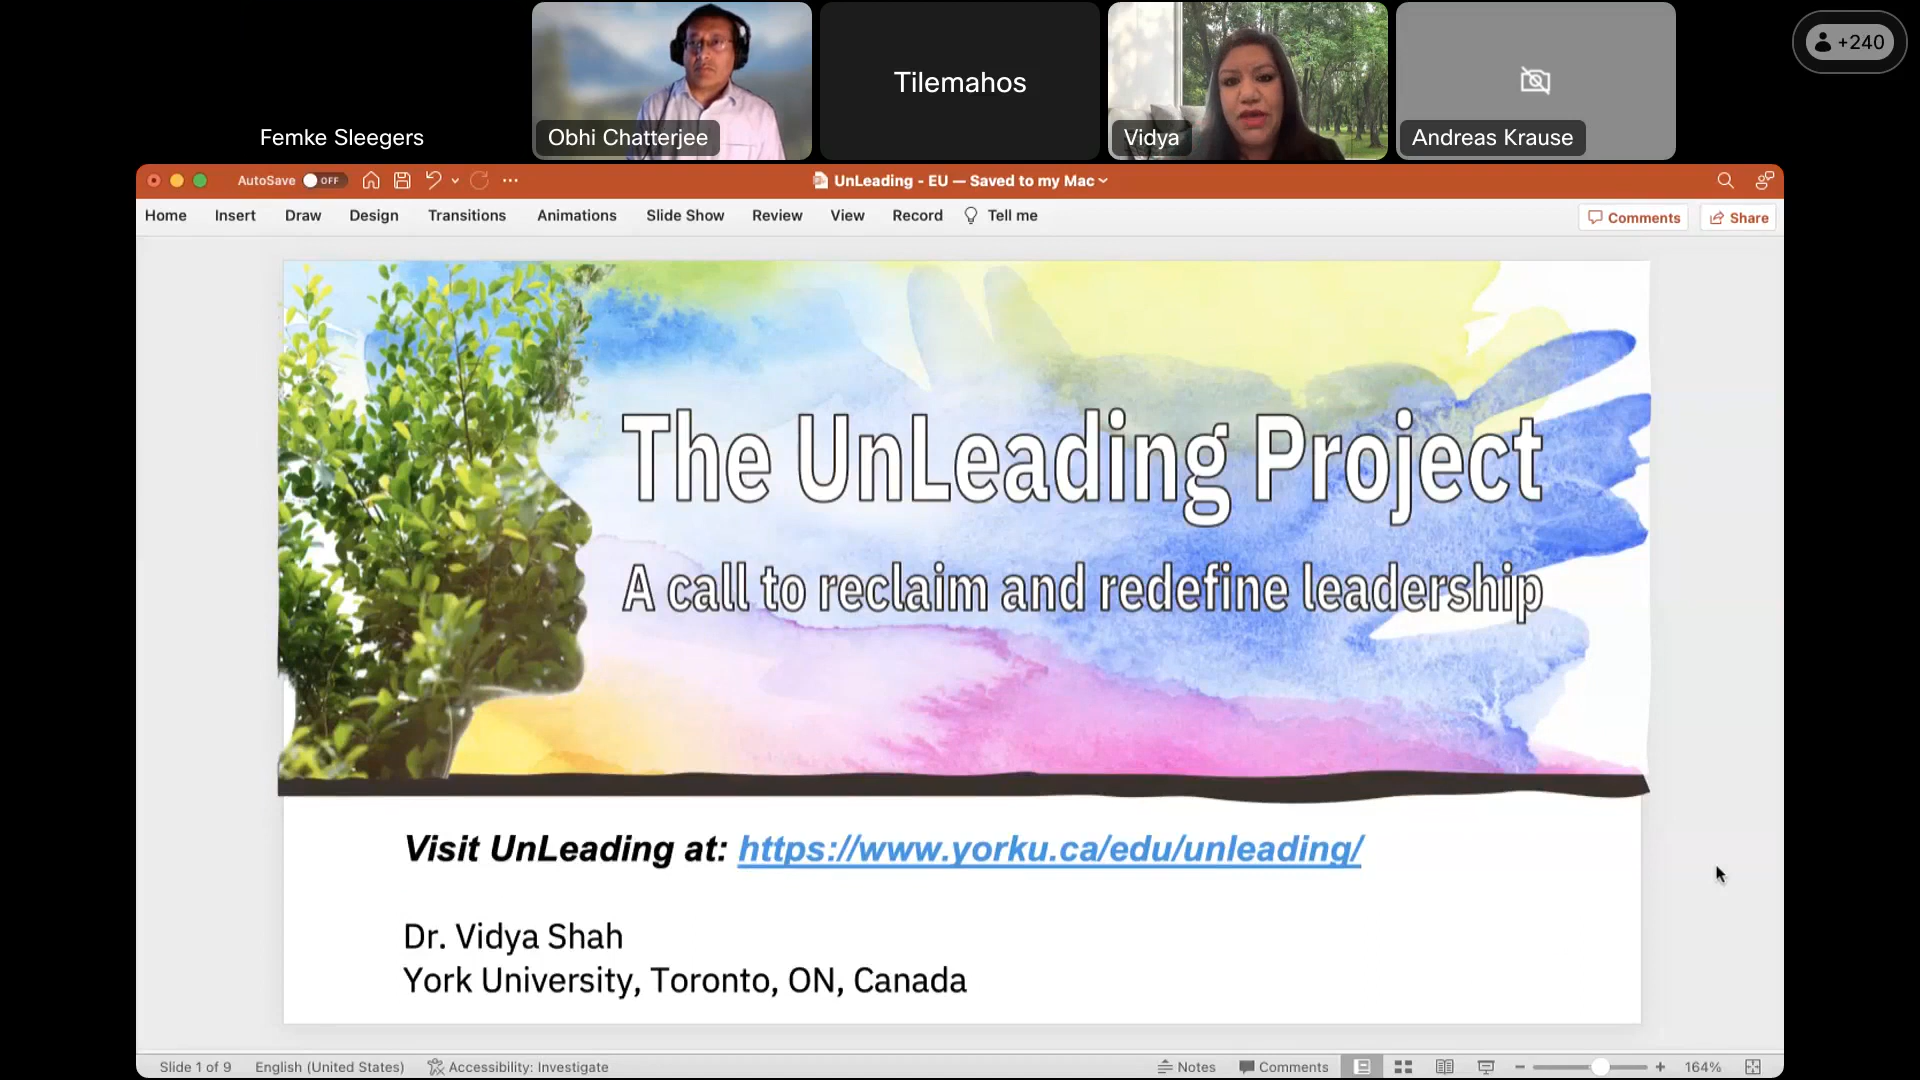 Femke Sleegers
Obhi Chatterjee
Tilemahos
Vidya
Andreas Krause
+240
AutoSave OFF
UnLeading - EU — Saved to my Mac
Home Insert Draw Design Transitions Animations Slide Show Review View Record Tell me
Comments Share
The UnLeading Project
A call to reclaim and redefine leadership
Visit UnLeading at: https://www.yorku.ca/edu/unleading/
Dr. Vidya Shah
York University, Toronto, ON, Canada
Slide 1 of 9 English (United States) Accessibility: Investigate Notes Comments 164%